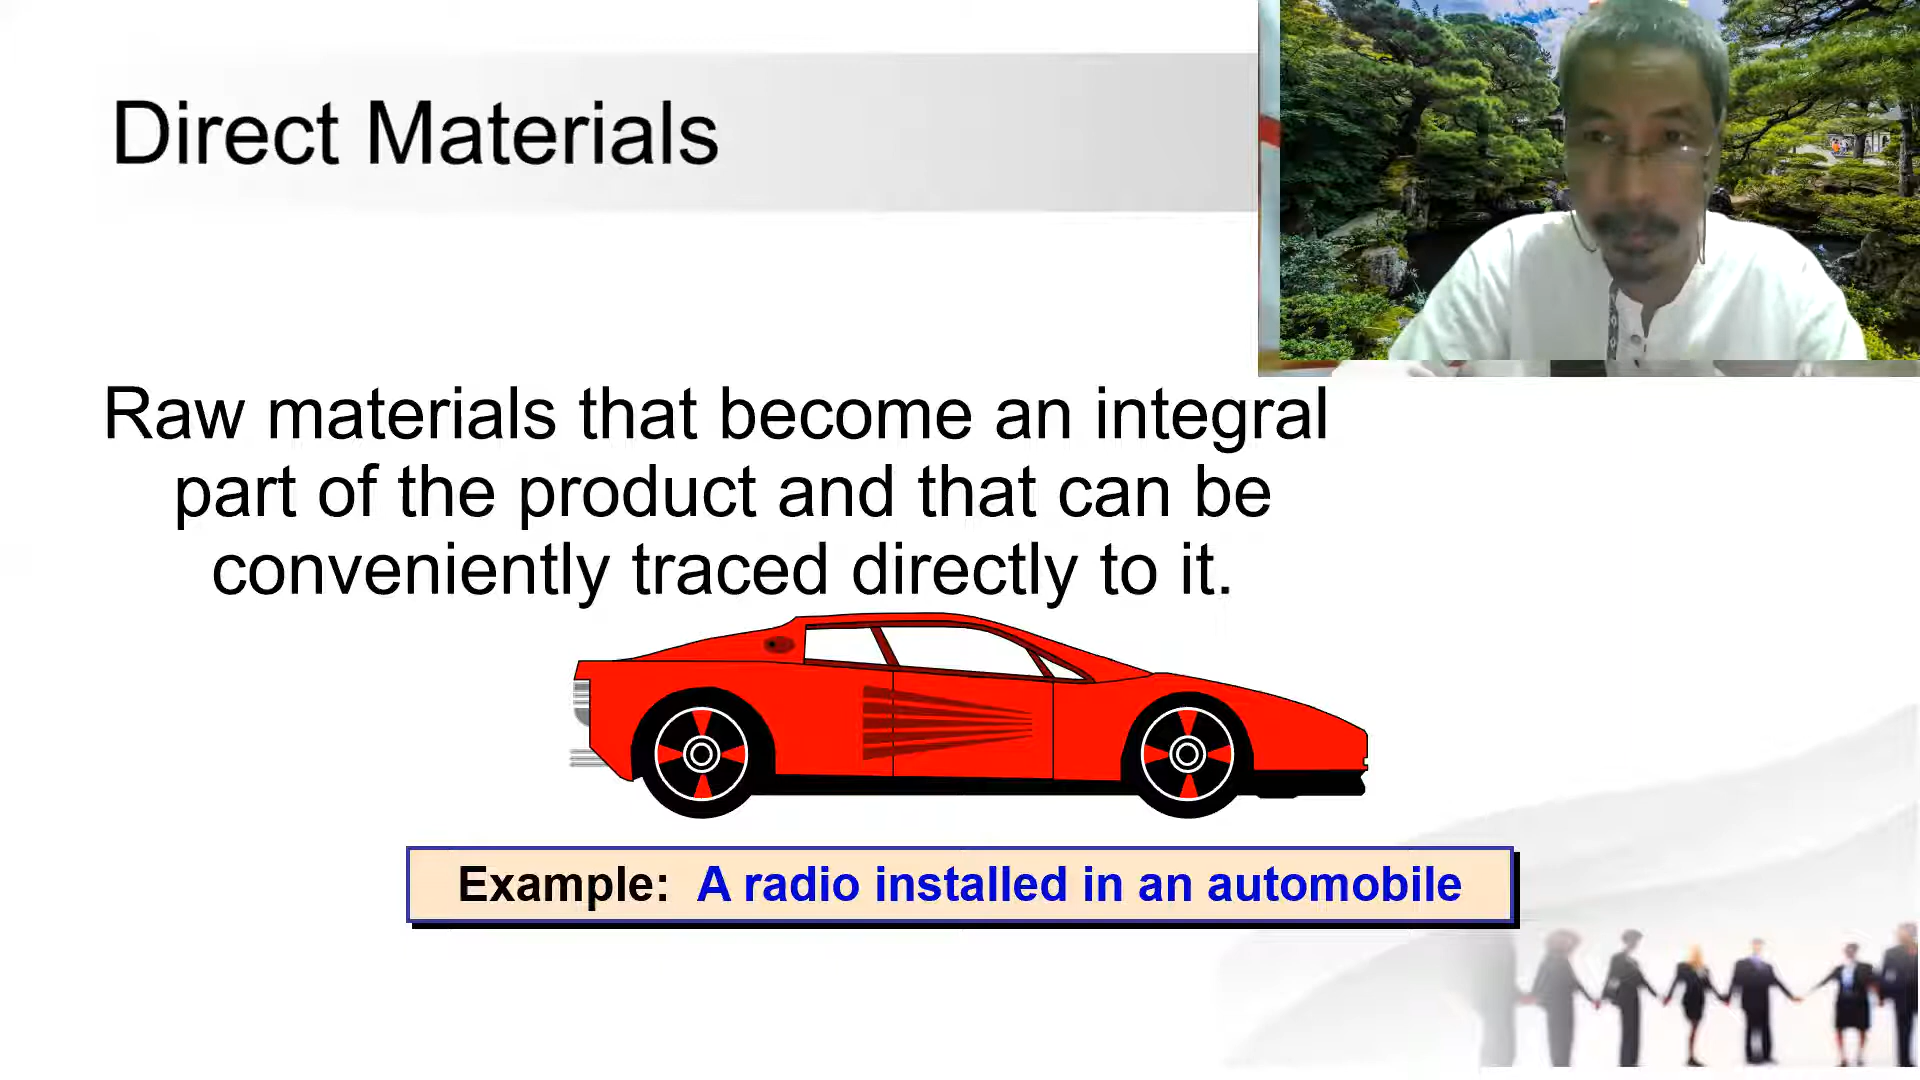 Direct Materials
Raw materials that become an integral
part of the product and that can be
conveniently traced directly to it.
Example: A radio installed in an automobile